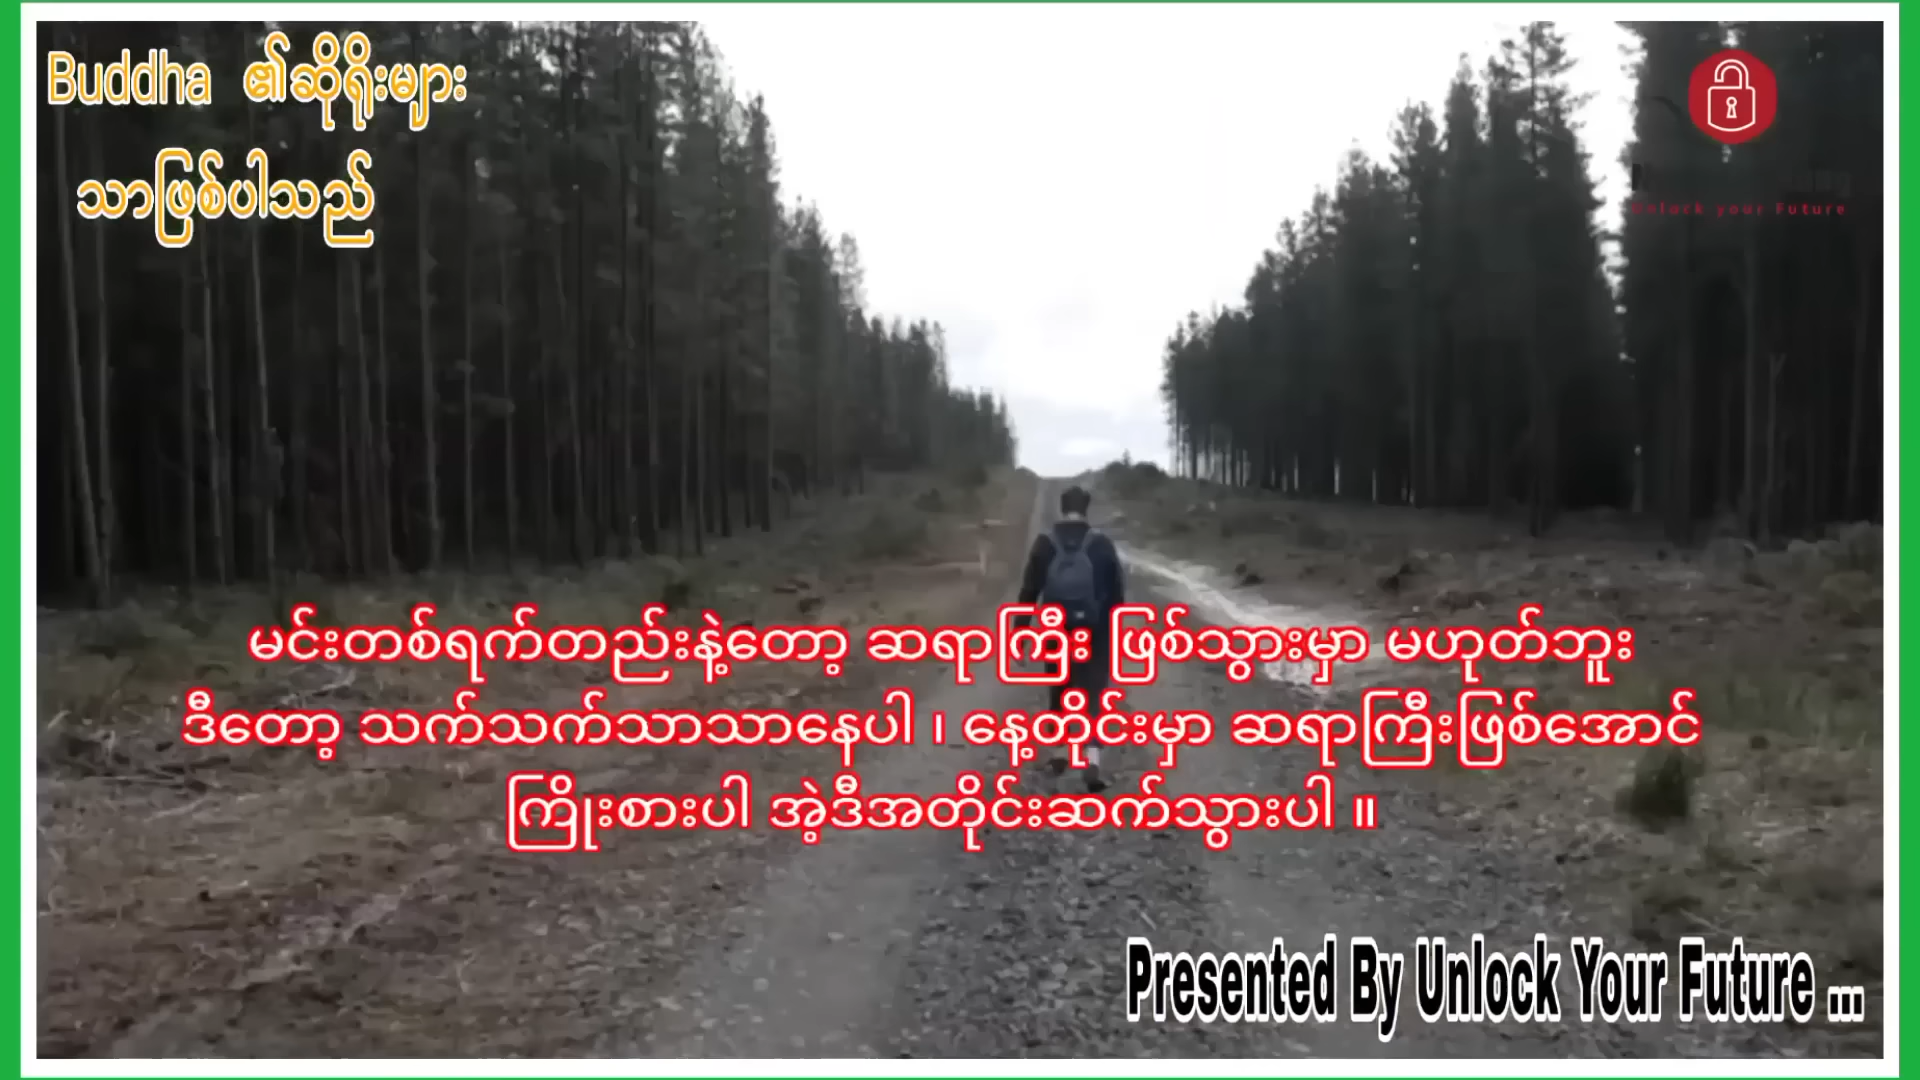 Buddha ၏ဆိုရိုးများ
သာဖြစ်ပါသည်
Unlock your Future
မင်းတစ်ရက်တည်းနဲ့တော့ ဆရာကြီး ဖြစ်သွားမှာ မဟုတ်ဘူး
ဒီတော့ သက်သက်သာသာနေပါ ၊ နေ့တိုင်းမှာ ဆရာကြီးဖြစ်အောင်
ကြိုးစားပါ အဲ့ဒီအတိုင်းဆက်သွားပါ ။
Presented By Unlock Your Future ...